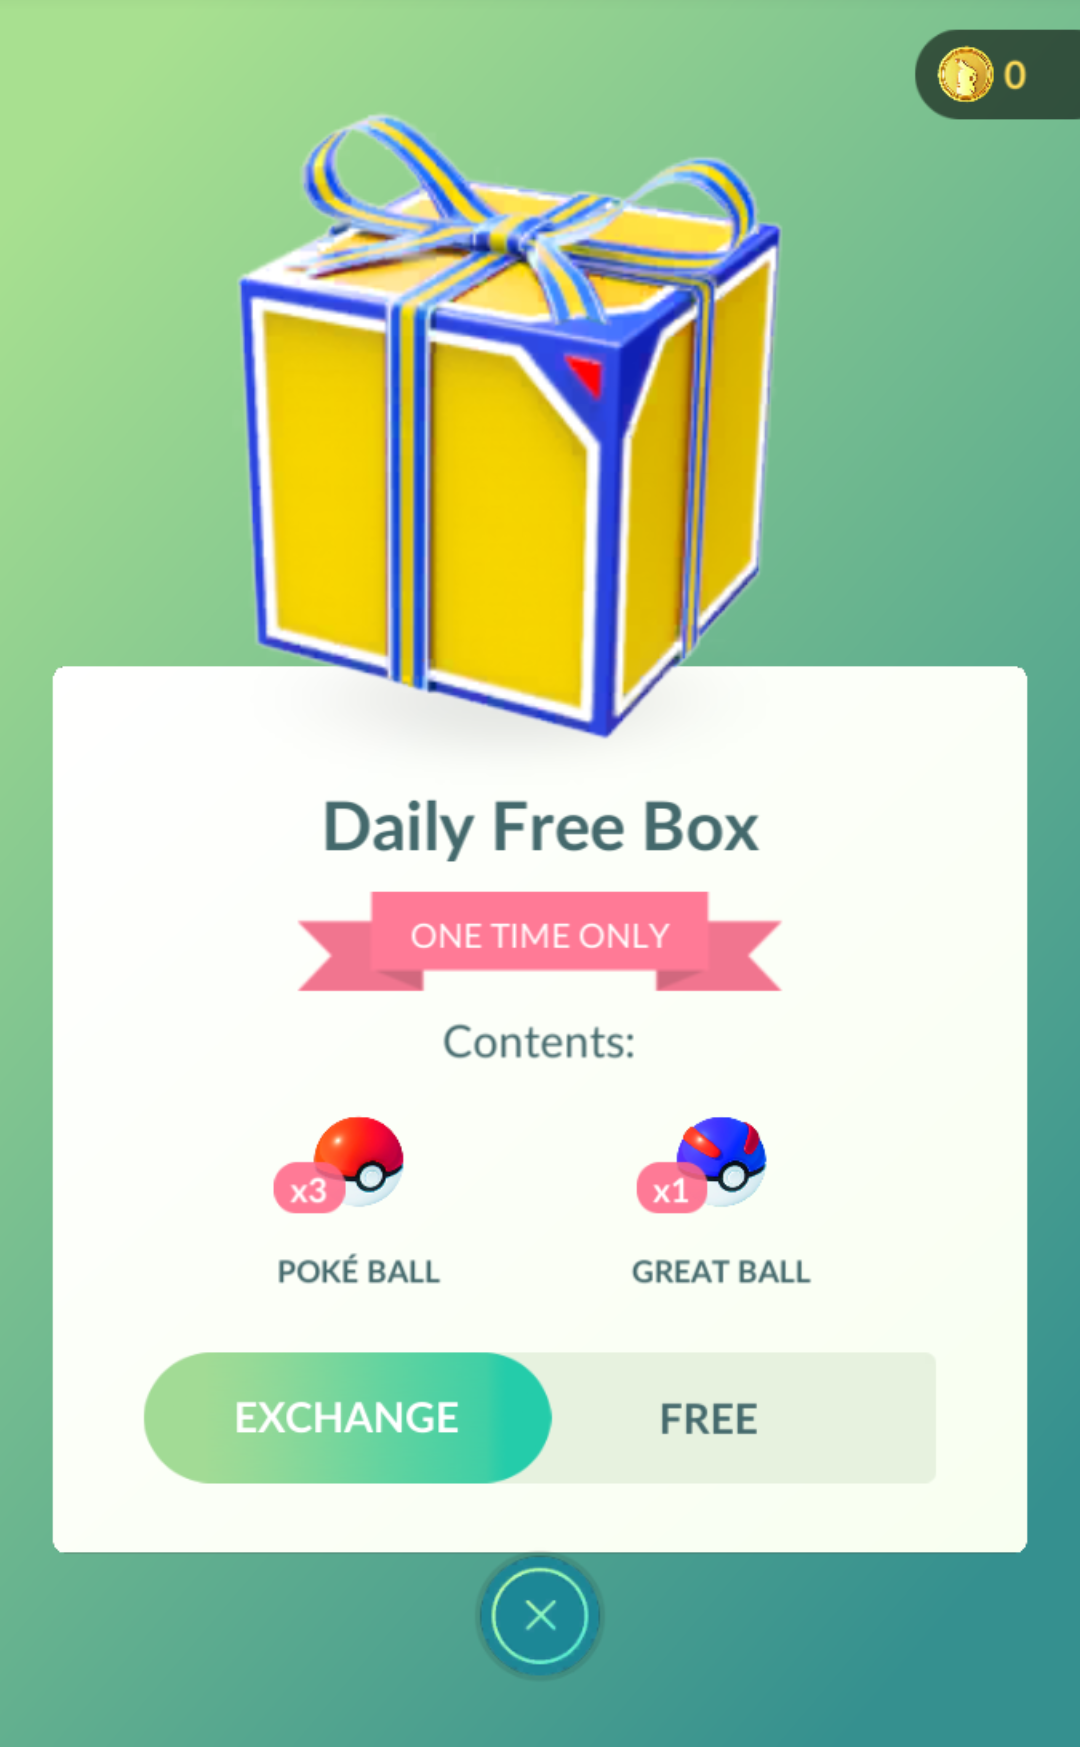 0
Daily Free Box
ONE TIME ONLY
Contents:
x3 x1
POKÉ BALL GREAT BALL
EXCHANGE FREE